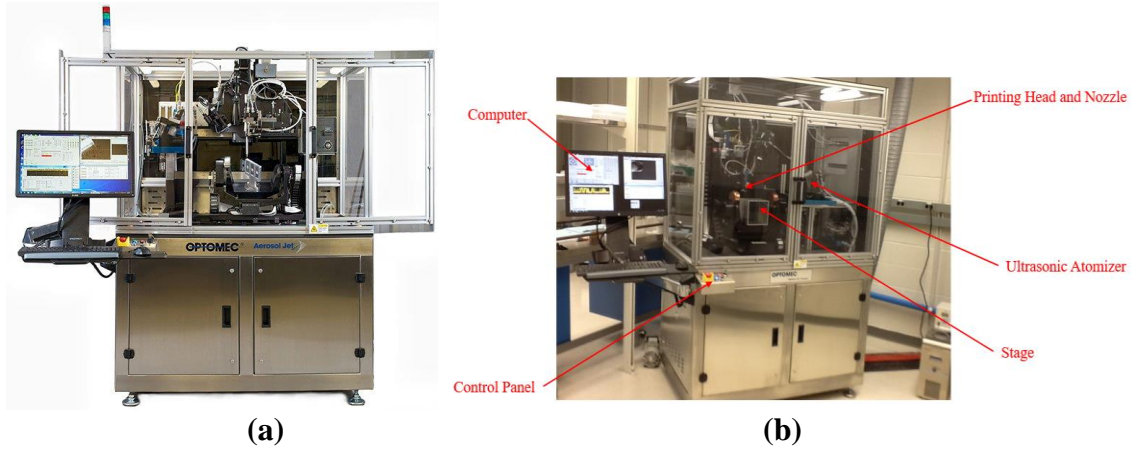 OPTOMEC Aerosol Jet
(a)
Computer
Printing Head and Nozzle
Ultrasonic Atomizer
Stage
Control Panel
OPTOMEC
(b)